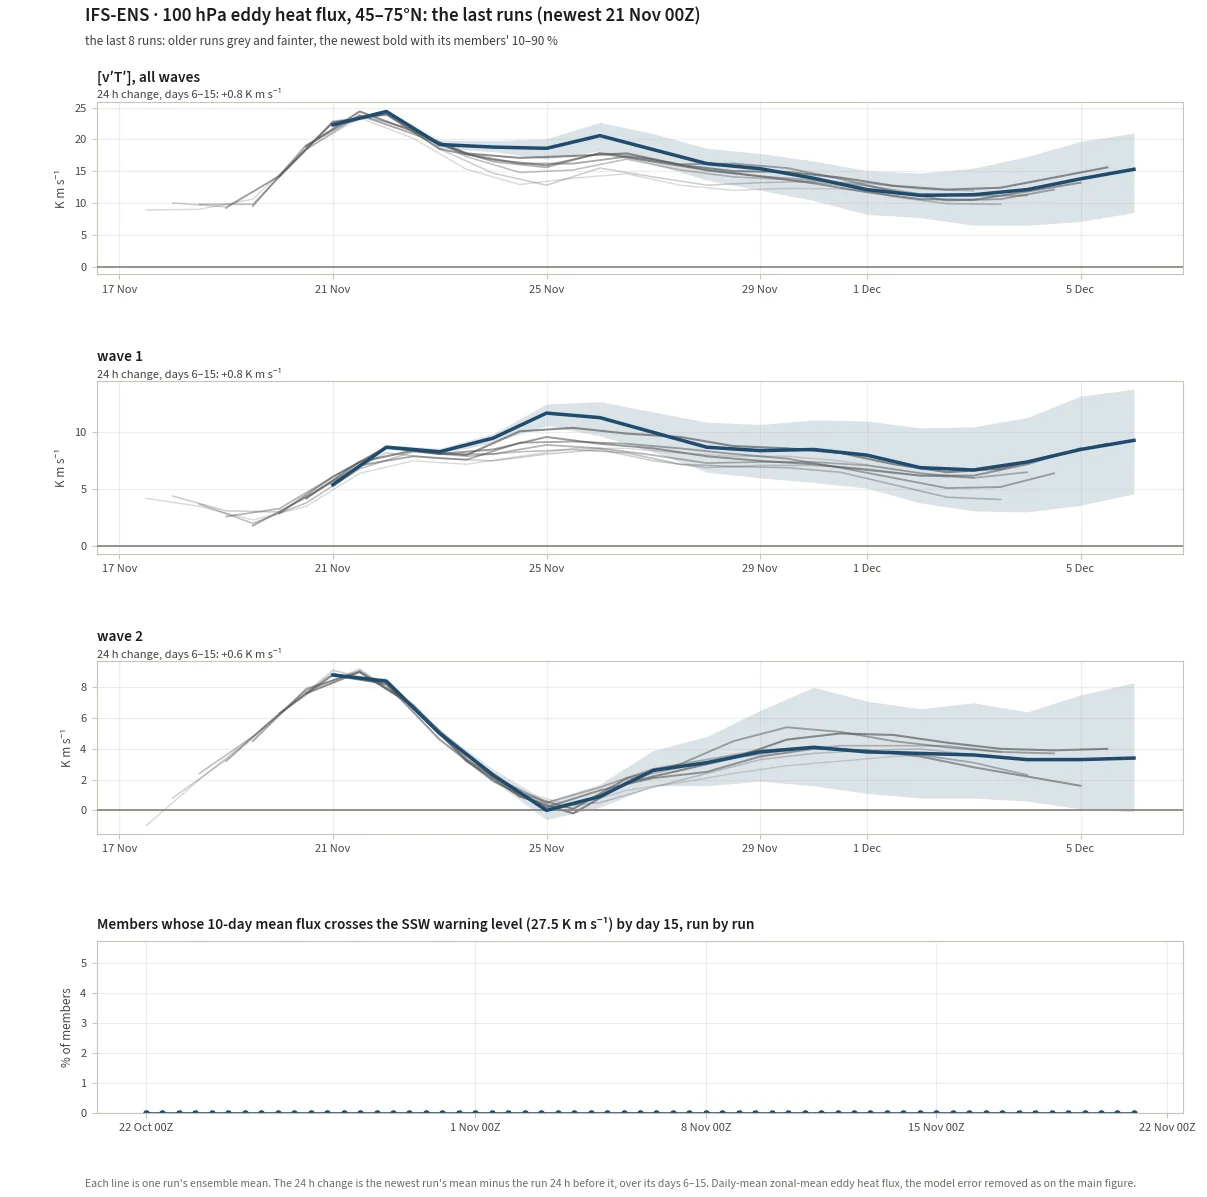 IFS-ENS · 100 hPa eddy heat flux, 45–75°N: the last runs (newest 21 Nov 00Z)
the last 8 runs: older runs grey and fainter, the newest bold with its members' 10–90 %
[v′T′], all waves
24 h change, days 6–15: +0.8 K m s⁻¹
25
20
15
10
5
0
K m s⁻¹
17 Nov
21 Nov
25 Nov
29 Nov
1 Dec
5 Dec
wave 1
24 h change, days 6–15: +0.8 K m s⁻¹
10
5
0
K m s⁻¹
17 Nov
21 Nov
25 Nov
29 Nov
1 Dec
5 Dec
wave 2
24 h change, days 6–15: +0.6 K m s⁻¹
8
6
4
2
0
K m s⁻¹
17 Nov
21 Nov
25 Nov
29 Nov
1 Dec
5 Dec
Members whose 10-day mean flux crosses the SSW warning level (27.5 K m s⁻¹) by day 15, run by run
5
4
3
2
1
0
% of members
22 Oct 00Z
1 Nov 00Z
8 Nov 00Z
15 Nov 00Z
22 Nov 00Z
Each line is one run's ensemble mean. The 24 h change is the newest run's mean minus the run 24 h before it, over its days 6–15. Daily-mean zonal-mean eddy heat flux, the model error removed as on the main figure.